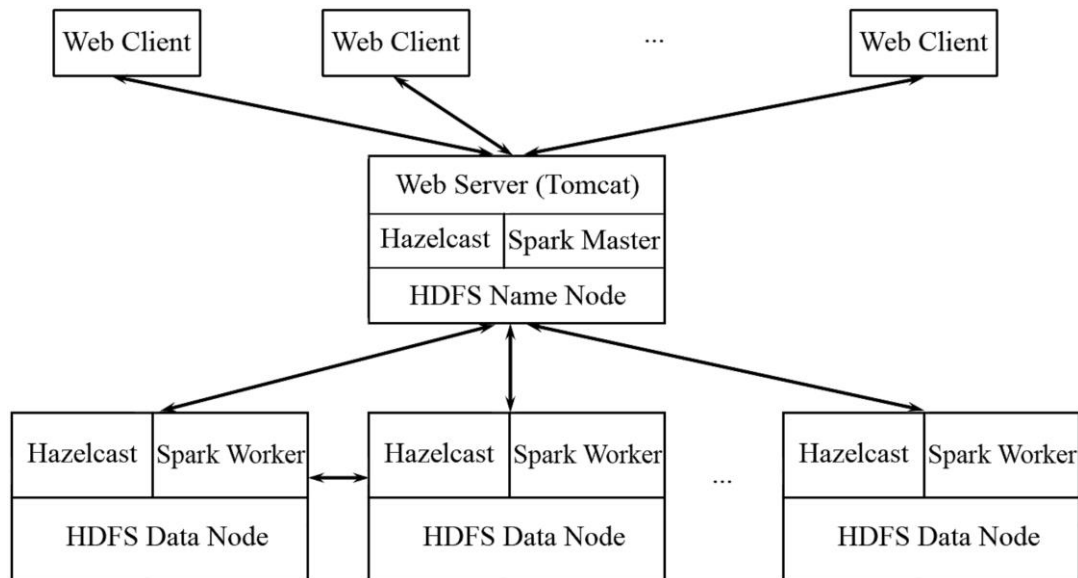 Web Client
Web Client
...
Web Client
Web Server (Tomcat)
Hazelcast
Spark Master
HDFS Name Node
Hazelcast
Spark Worker
Hazelcast
Spark Worker
...
Hazelcast
Spark Worker
HDFS Data Node
HDFS Data Node
HDFS Data Node